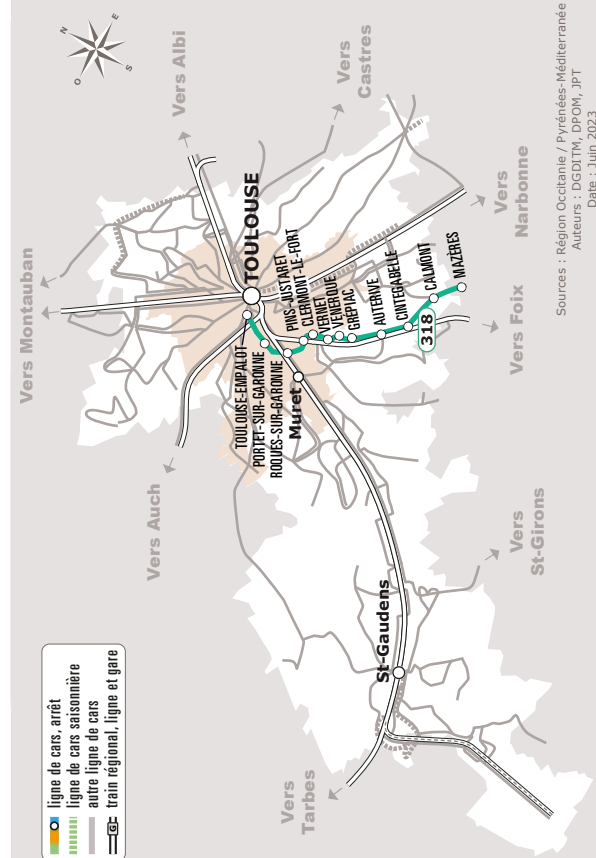 N
E
S
O
Vers Montauban
Vers Albi
Vers
Castres
Vers
Narbonne
Vers Foix
Vers
St-Girons
Vers
Tarbes
Vers Auch
TOULOUSE
TOULOUSE-EMPALOT
PORTET-SUR-GARONNE
ROQUES-SUR-GARONNE
Muret
PINS-JUSTARET
CLERMONT-LE-FORT
VERNET
VENERQUE
GRÉPIAC
AUTERIVE
CINTEGABELLE
CALMONT
MAZÈRES
318
St-Gaudens
ligne de cars, arrêt
ligne de cars saisonnière
autre ligne de cars
G
train régional, ligne et gare
Sources : Région Occitanie / Pyrénées-Méditerranée
Auteurs : DGDITM, DPOM, JPT
Date : Juin 2023